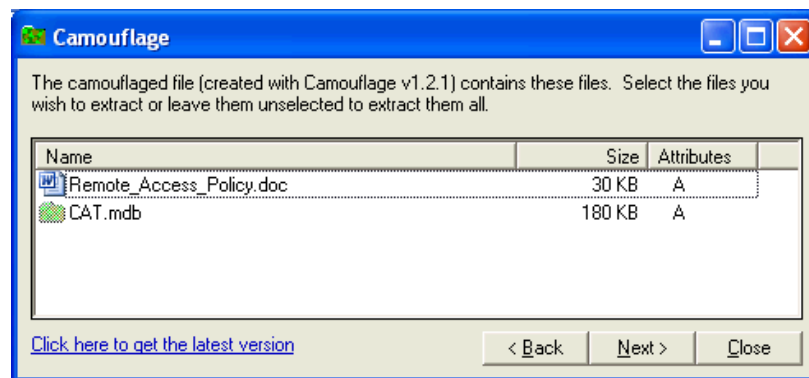 Camouflage
The camouflaged file (created with Camouflage v1.2.1) contains these files. Select the files you
wish to extract or leave them unselected to extract them all.
Name Size Attributes
Remote_Access_Policy.doc 30 KB A
CAT.mdb 180 KB A
Click here to get the latest version < Back Next > Close